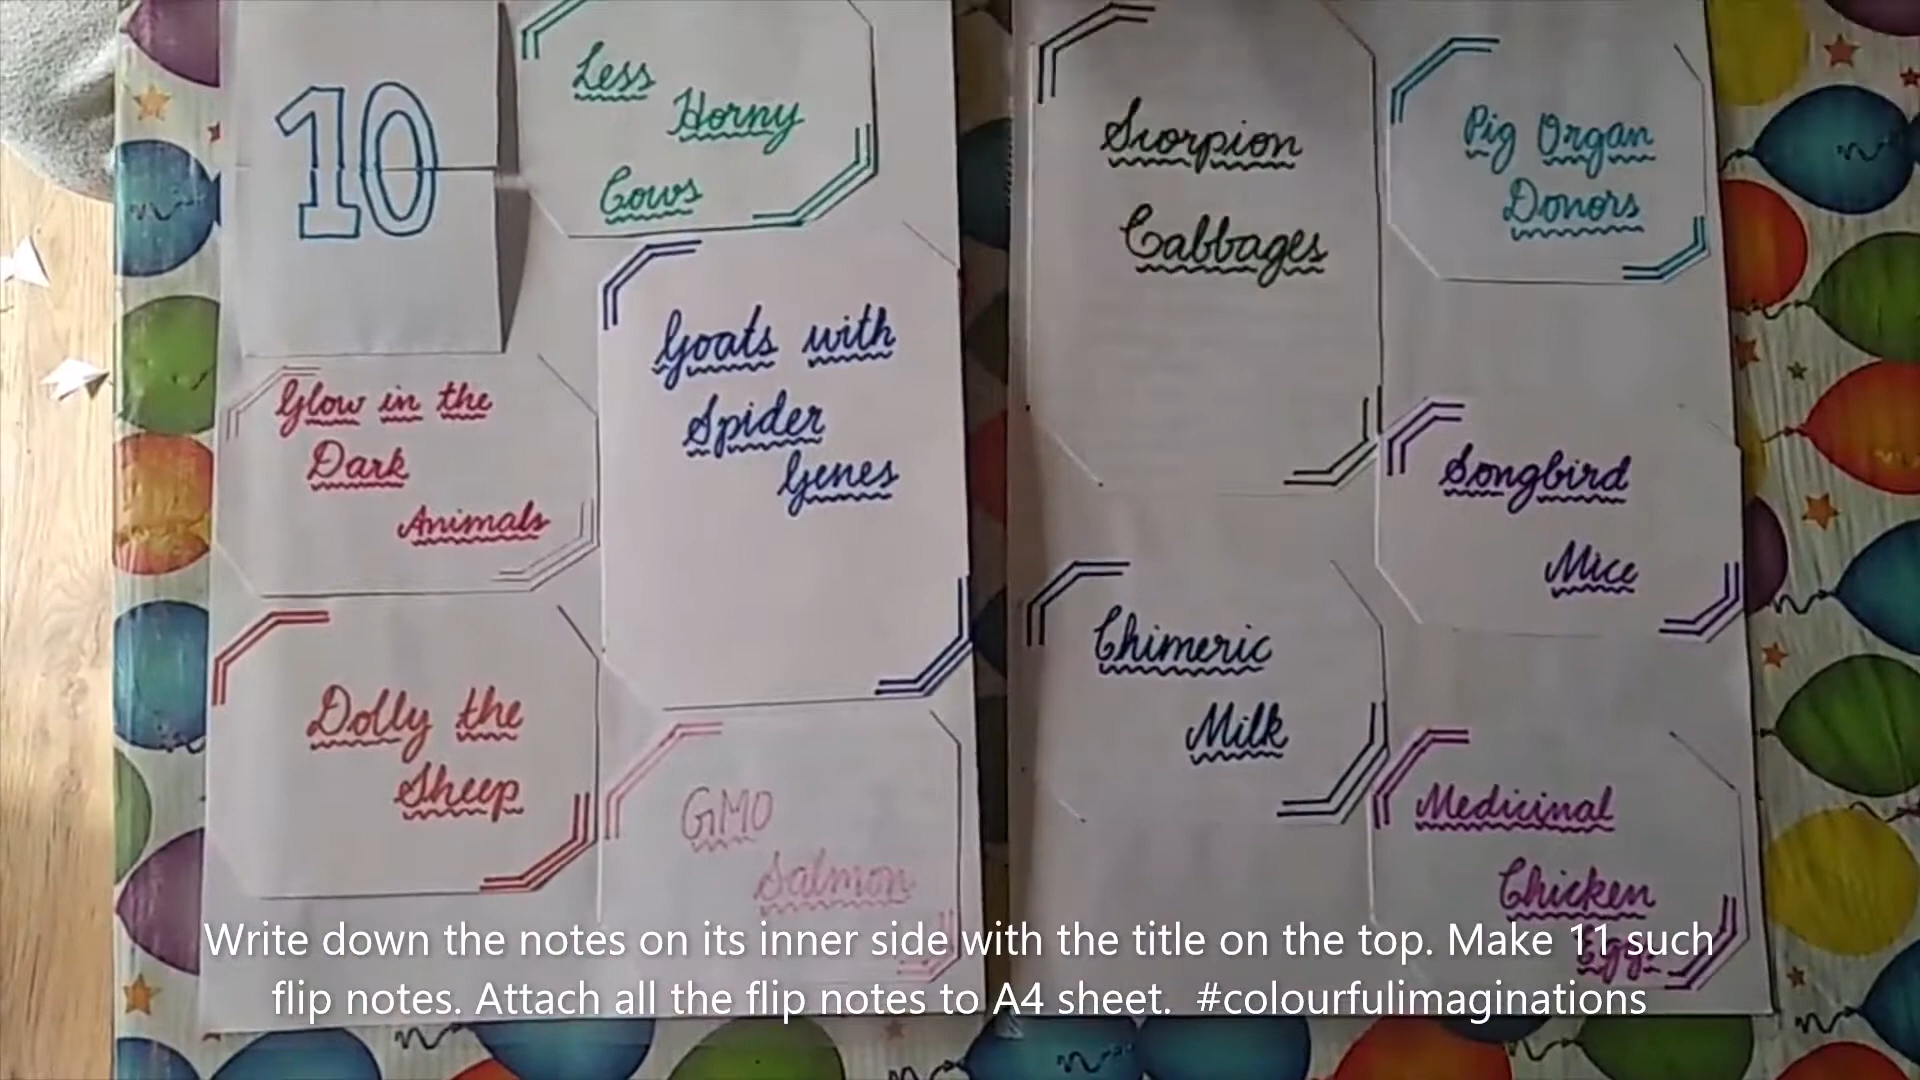 10
Less
Horny
Cows
Glow in the
Dark
Animals
Goats with
Spider
Genes
Dolly the
Sheep
GMO
Salmon
Scorpion
Cabbages
Pig Organ
Donors
Songbird
Mice
Chimeric
Milk
Medicinal
Chicken
Write down the notes on its inner side with the title on the top. Make 11 such
flip notes. Attach all the flip notes to A4 sheet. #colourfulimaginations